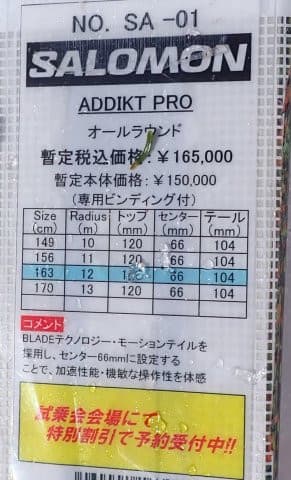 NO. SA -01
SALOMON
ADDIKT PRO
オールラウンド
暫定税込価格：￥165,000
暫定本体価格：￥150,000
(専用ビンディング付)
Size (cm) Radius (m) トップ (mm) センター (mm) テール (mm)
149 10 120 66 104
156 11 120 66 104
163 12 120 66 104
170 13 120 66 104
コメント
BLADEテクノロジー・モーションテイルを
採用し、センター66mmに設定する
ことで、加速性能・機敏な操作性を体感
試乗会会場にて
特別割引で予約受付中!!